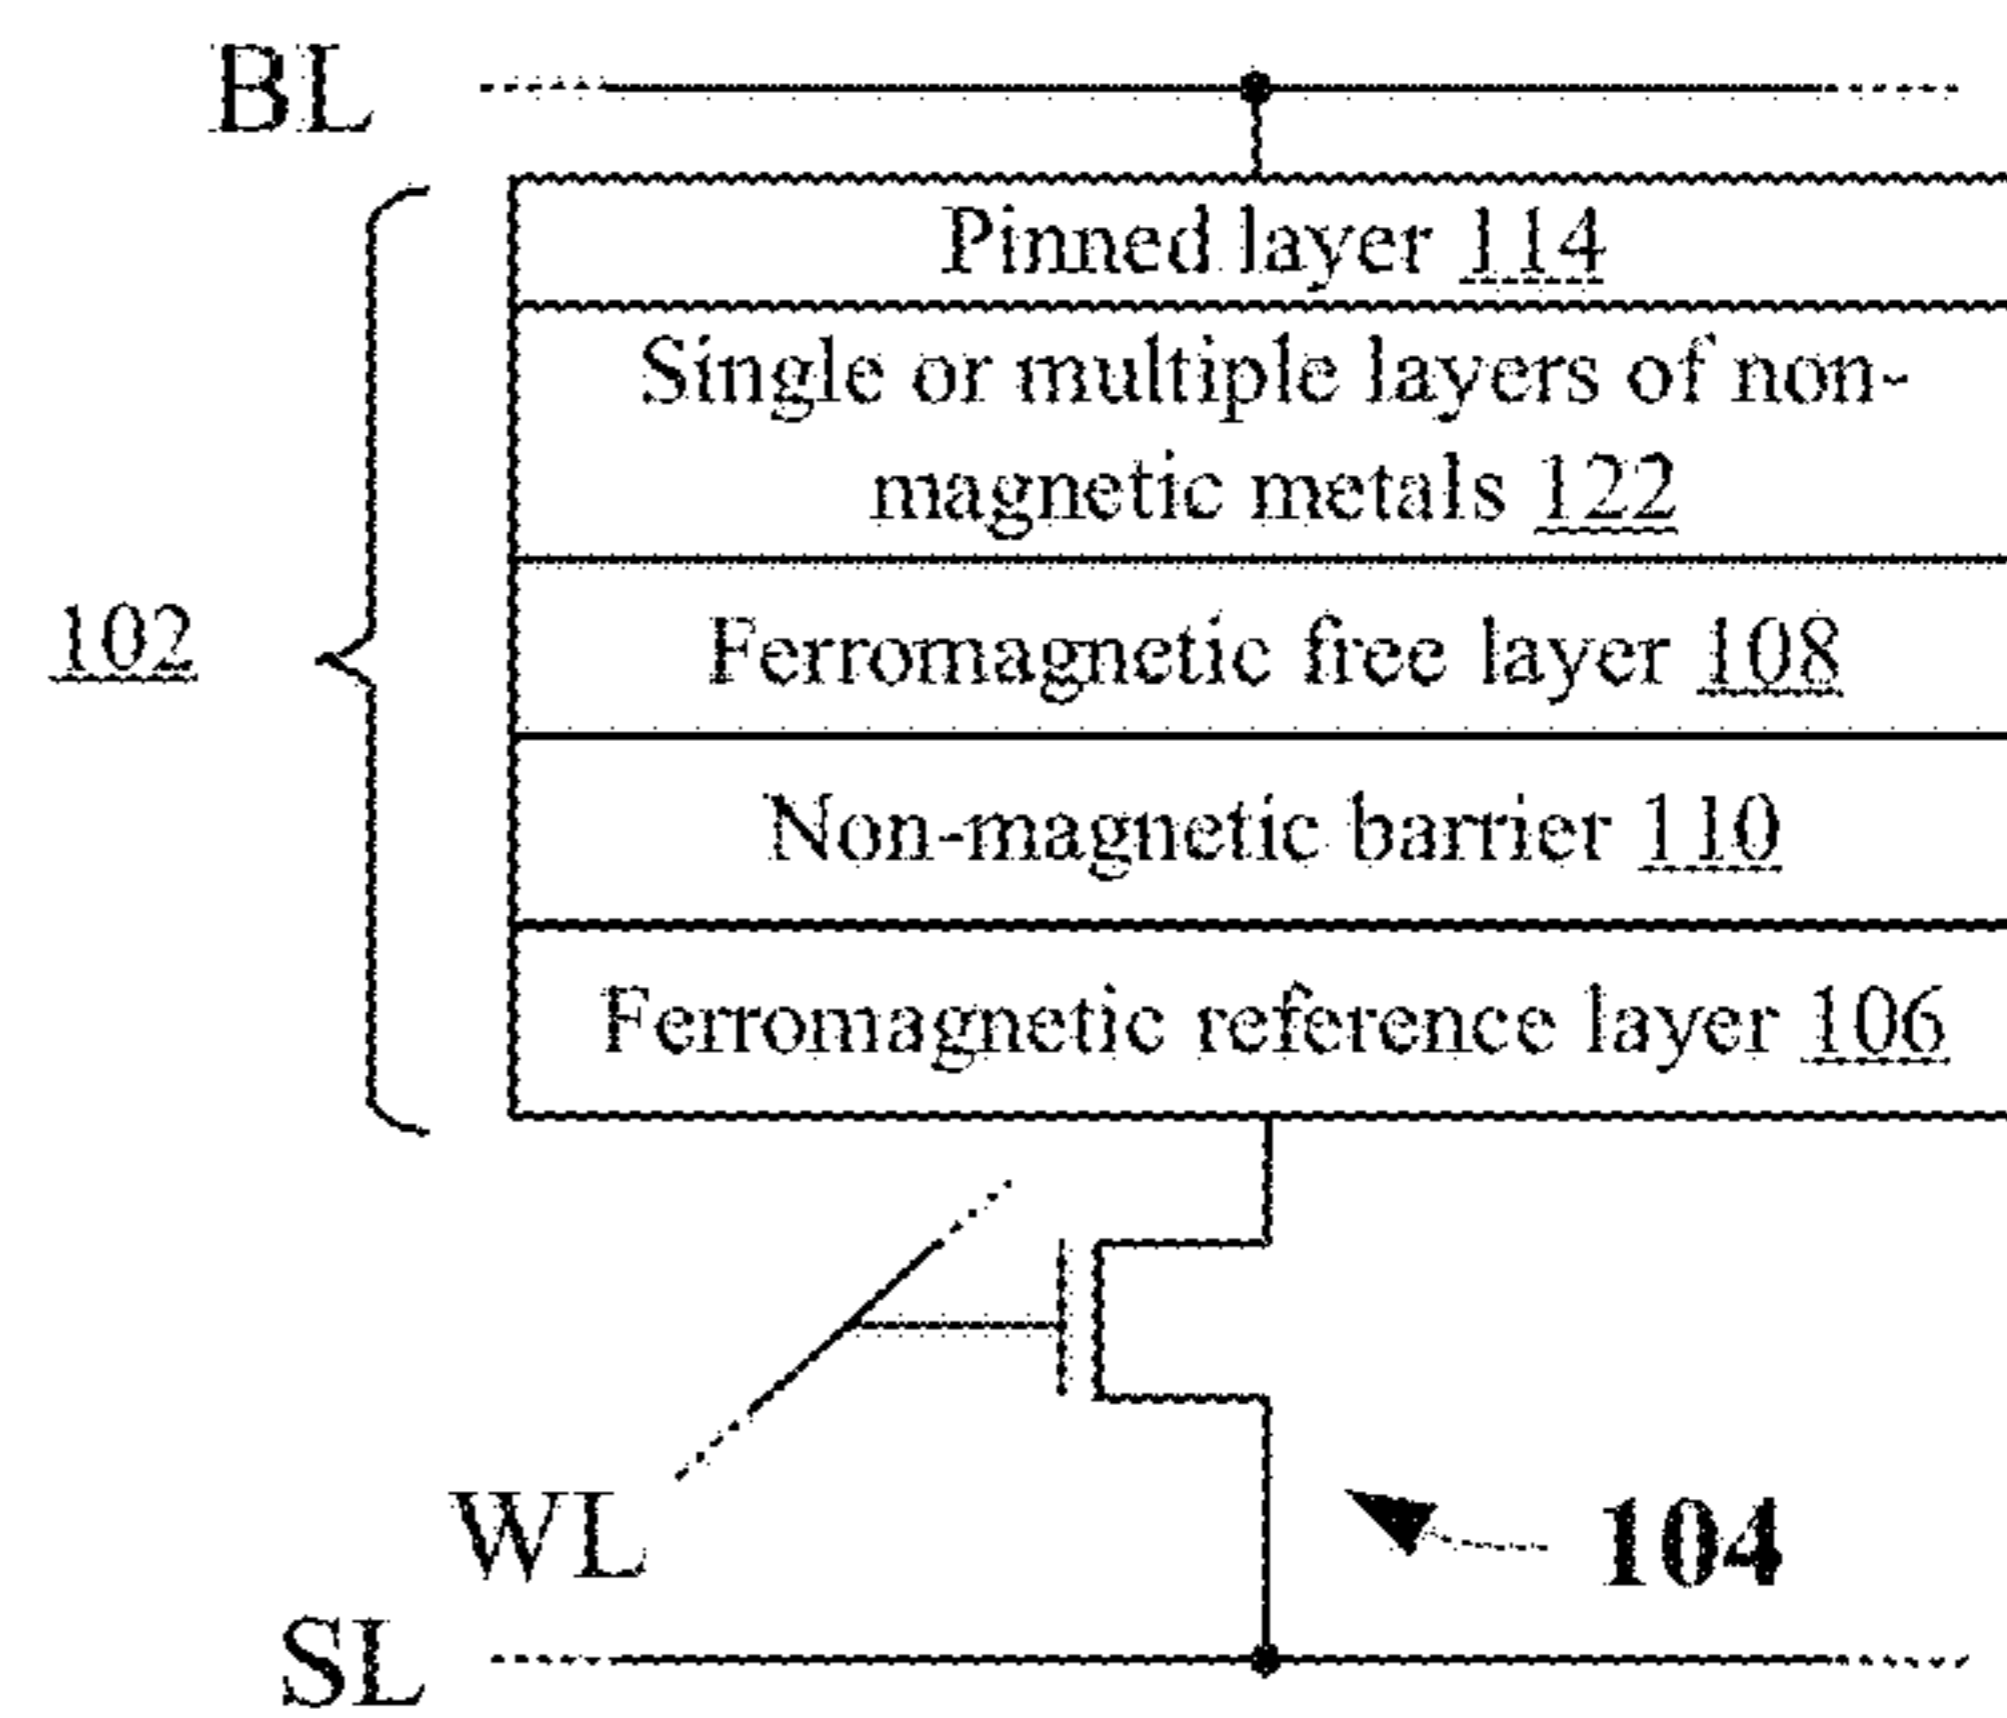 BL
Pinned layer 114
Single or multiple layers of non-
magnetic metals 122
102
Ferromagnetic free layer 108
Non-magnetic barrier 110
Ferromagnetic reference layer 106
WL
104
SL